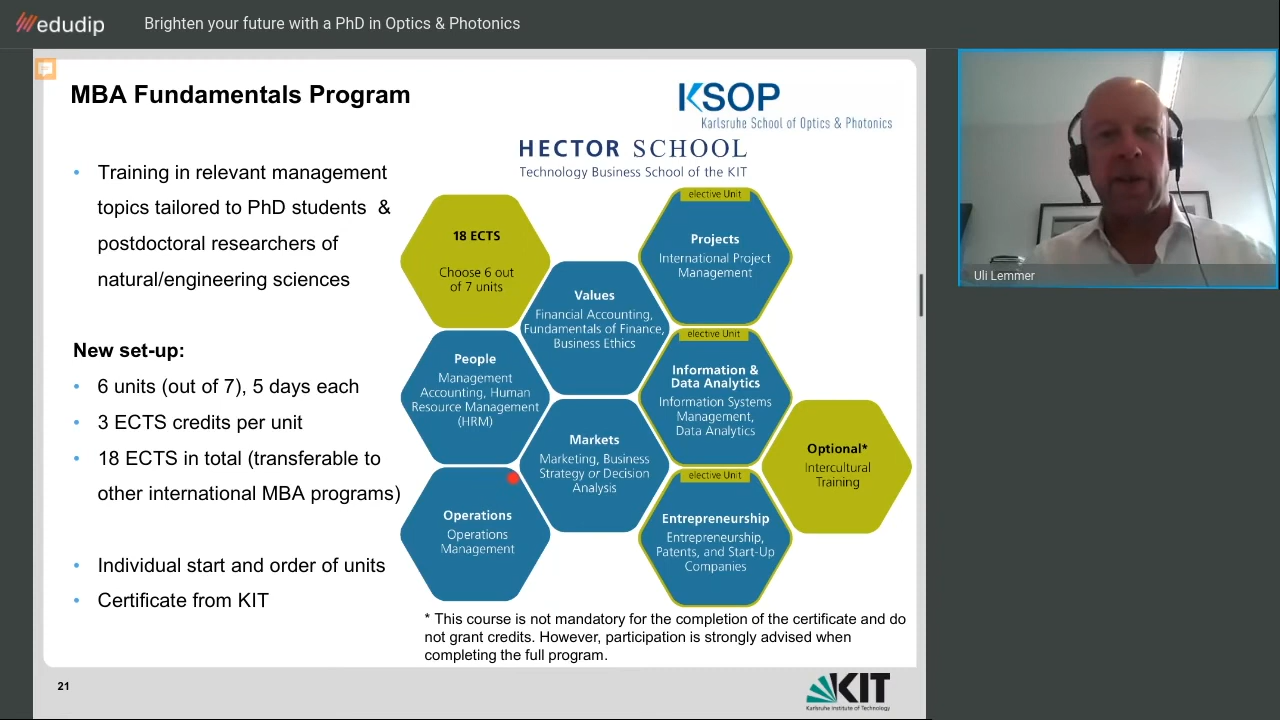 edudip
Brighten your future with a PhD in Optics & Photonics
MBA Fundamentals Program
KSOP
Karlsruhe School of Optics & Photonics
HECTOR SCHOOL
Technology Business School of the KIT
• Training in relevant management
topics tailored to PhD students &
postdoctoral researchers of
natural/engineering sciences
New set-up:
• 6 units (out of 7), 5 days each
• 3 ECTS credits per unit
• 18 ECTS in total (transferable to
other international MBA programs)
• Individual start and order of units
• Certificate from KIT
18 ECTS
Choose 6 out
of 7 units
Values
Financial Accounting,
Fundamentals of Finance,
Business Ethics
elective Unit
Projects
International Project
Management
People
Management
Accounting, Human
Resource Management
(HRM)
elective Unit
Information &
Data Analytics
Information Systems
Management,
Data Analytics
Markets
Marketing, Business
Strategy or Decision
Analysis
Optional*
Intercultural
Training
Operations
Operations
Management
elective Unit
Entrepreneurship
Entrepreneurship,
Patents, and Start-Up
Companies
* This course is not mandatory for the completion of the certificate and do
not grant credits. However, participation is strongly advised when
completing the full program.
21
KIT
Karlsruhe Institute of Technology
Uli Lemmer